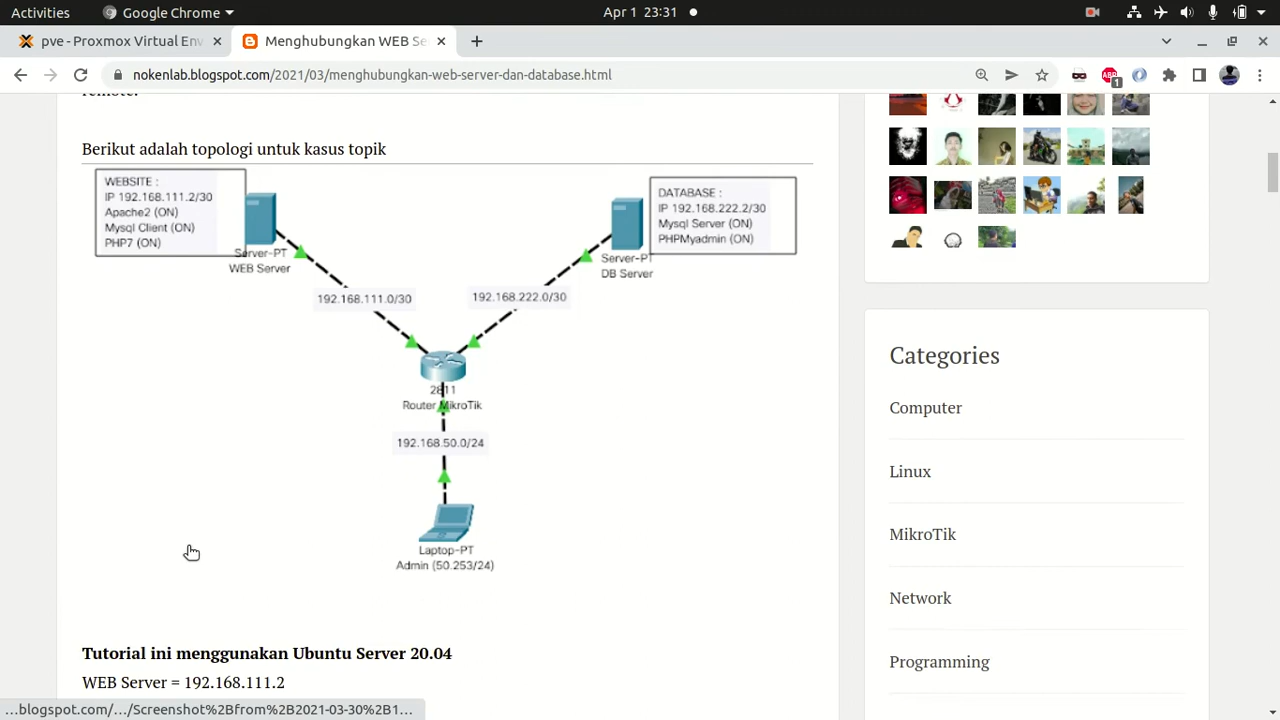 Activities
Google Chrome
Apr 1 23:31
pve - Proxmox Virtual Env
Menghubungkan WEB Se
nokenlab.blogspot.com/2021/03/menghubungkan-web-server-dan-database.html
ABP
1
remote.
Berikut adalah topologi untuk kasus topik
WEBSITE :
IP 192.168.111.2/30
Apache2 (ON)
Mysql Client (ON)
PHP7 (ON)
Server-PT
WEB Server
DATABASE :
IP 192.168.222.2/30
Mysql Server (ON)
PHPMyadmin (ON)
Server-PT
DB Server
192.168.111.0/30
192.168.222.0/30
2811
Router MikroTik
192.168.50.0/24
Laptop-PT
Admin (50.253/24)
Tutorial ini menggunakan Ubuntu Server 20.04
WEB Server = 192.168.111.2
Categories
Computer
Linux
MikroTik
Network
Programming
...blogspot.com/.../Screenshot%2Bfrom%2B2021-03-30%2B1...